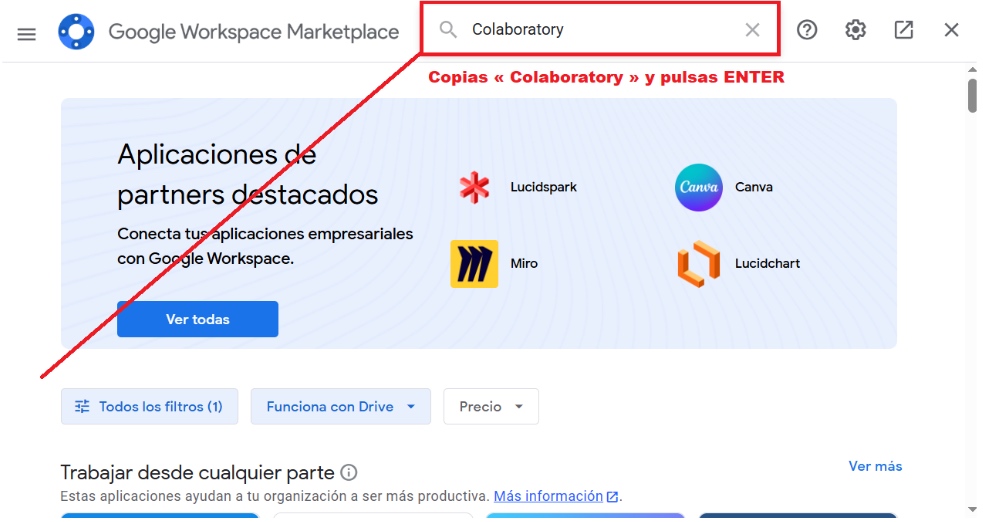 Google Workspace Marketplace
Colaboratory
Copias « Colaboratory » y pulsas ENTER
Aplicaciones de
partners destacados
Conecta tus aplicaciones empresariales
con Google Workspace.
Ver todas
Lucidspark
Canva
Canva
Miro
Lucidchart
Todos los filtros (1)
Funciona con Drive
Precio
Trabajar desde cualquier parte
Ver más
Estas aplicaciones ayudan a tu organización a ser más productiva. Más información.